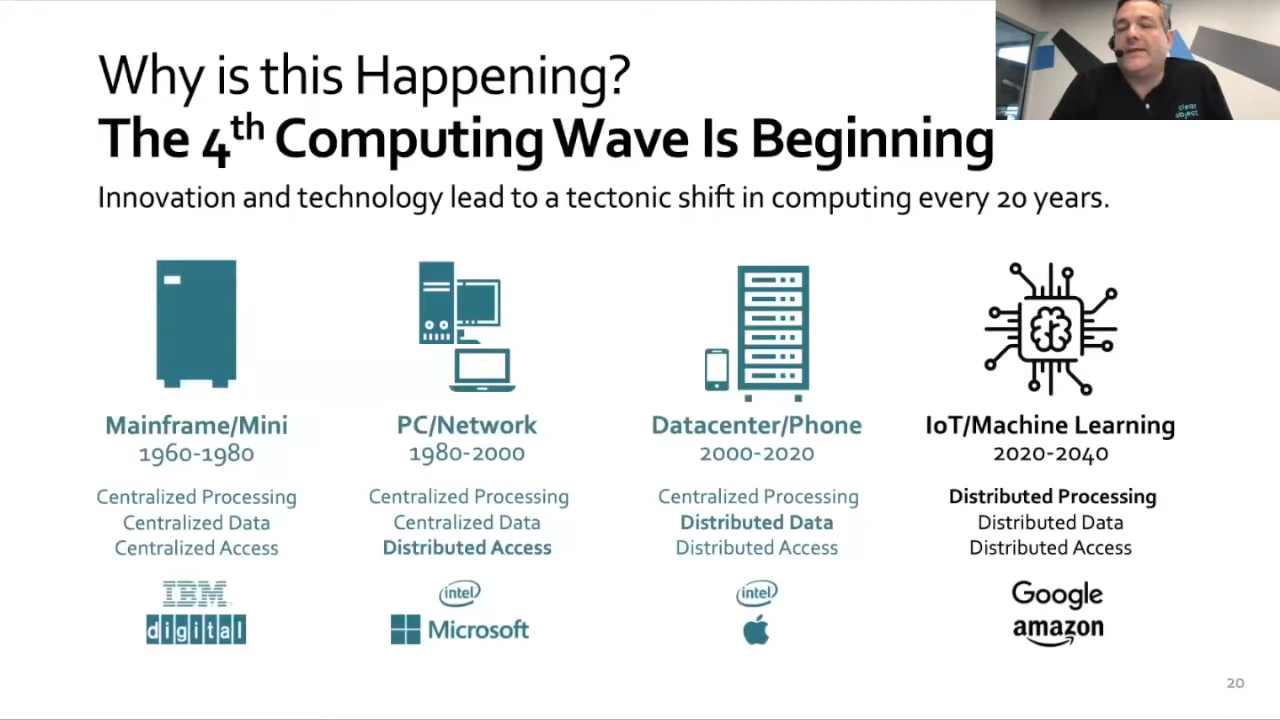 Why is this Happening?
The 4th Computing Wave Is Beginning
Innovation and technology lead to a tectonic shift in computing every 20 years.
clear
object
Mainframe/Mini
1960-1980
Centralized Processing
Centralized Data
Centralized Access
IBM
digital
PC/Network
1980-2000
Centralized Processing
Centralized Data
Distributed Access
intel
Microsoft
Datacenter/Phone
2000-2020
Centralized Processing
Distributed Data
Distributed Access
intel
IoT/Machine Learning
2020-2040
Distributed Processing
Distributed Data
Distributed Access
Google
amazon
20